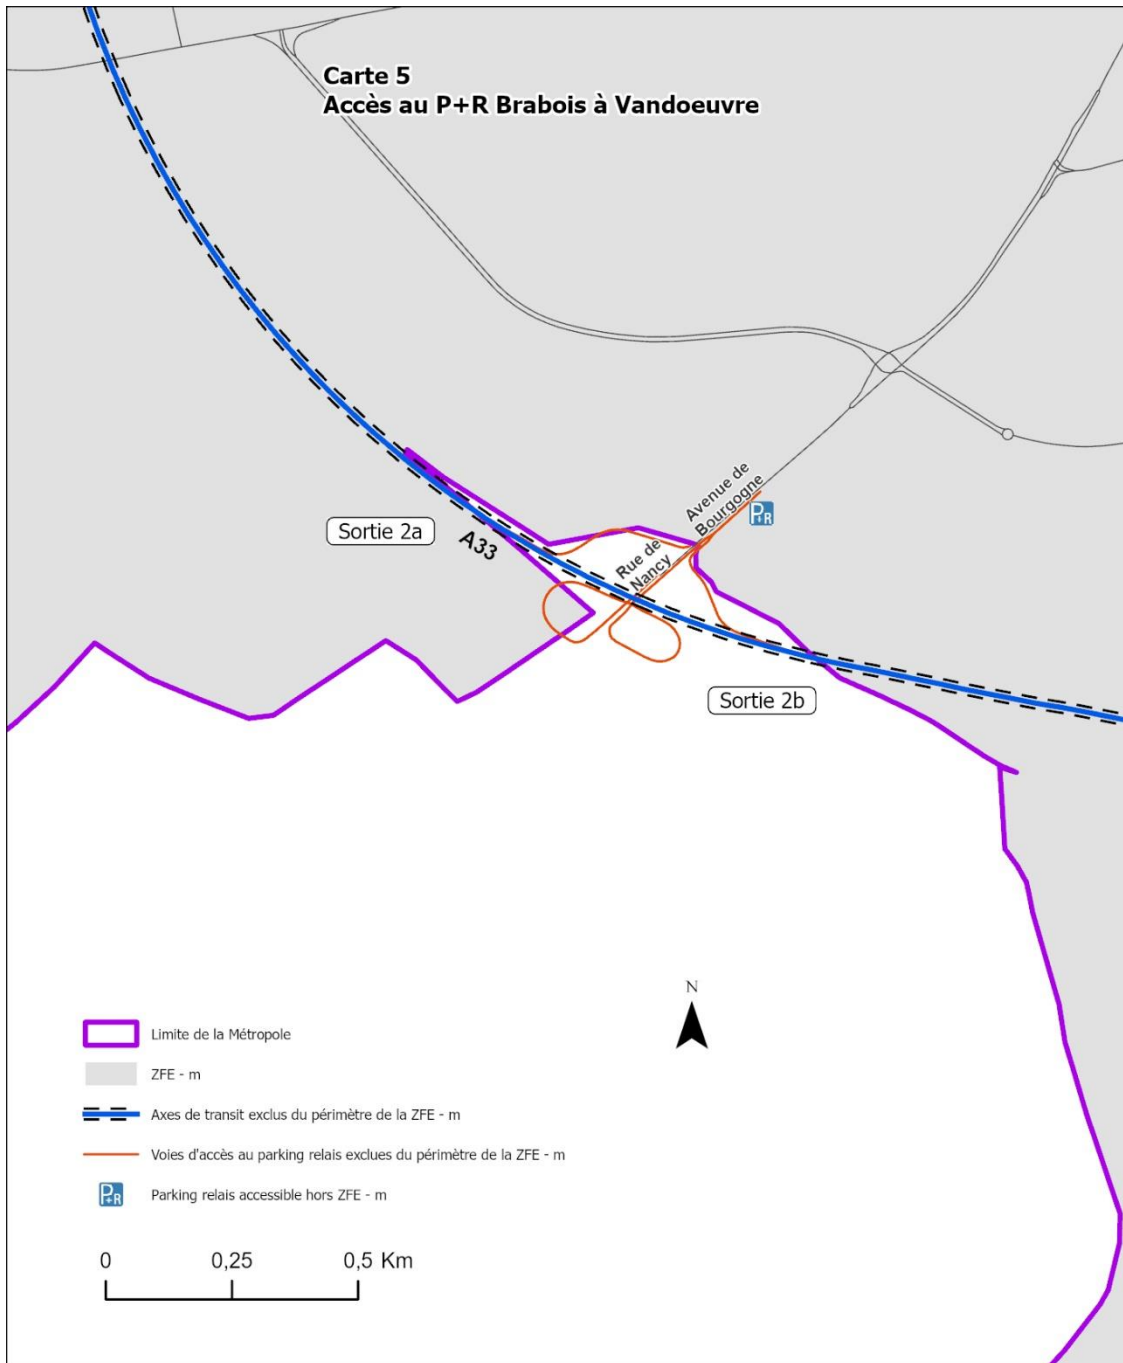 Carte 5
Accès au P+R Brabois à Vandoeuvre
Avenue de
Bourgogne
P+R
Sortie 2a
A33
Rue de
Nancy
Sortie 2b
N
Limite de la Métropole
ZFE - m
Axes de transit exclus du périmètre de la ZFE - m
Voies d'accès au parking relais exclues du périmètre de la ZFE - m
P+R
Parking relais accessible hors ZFE - m
0 0,25 0,5 Km